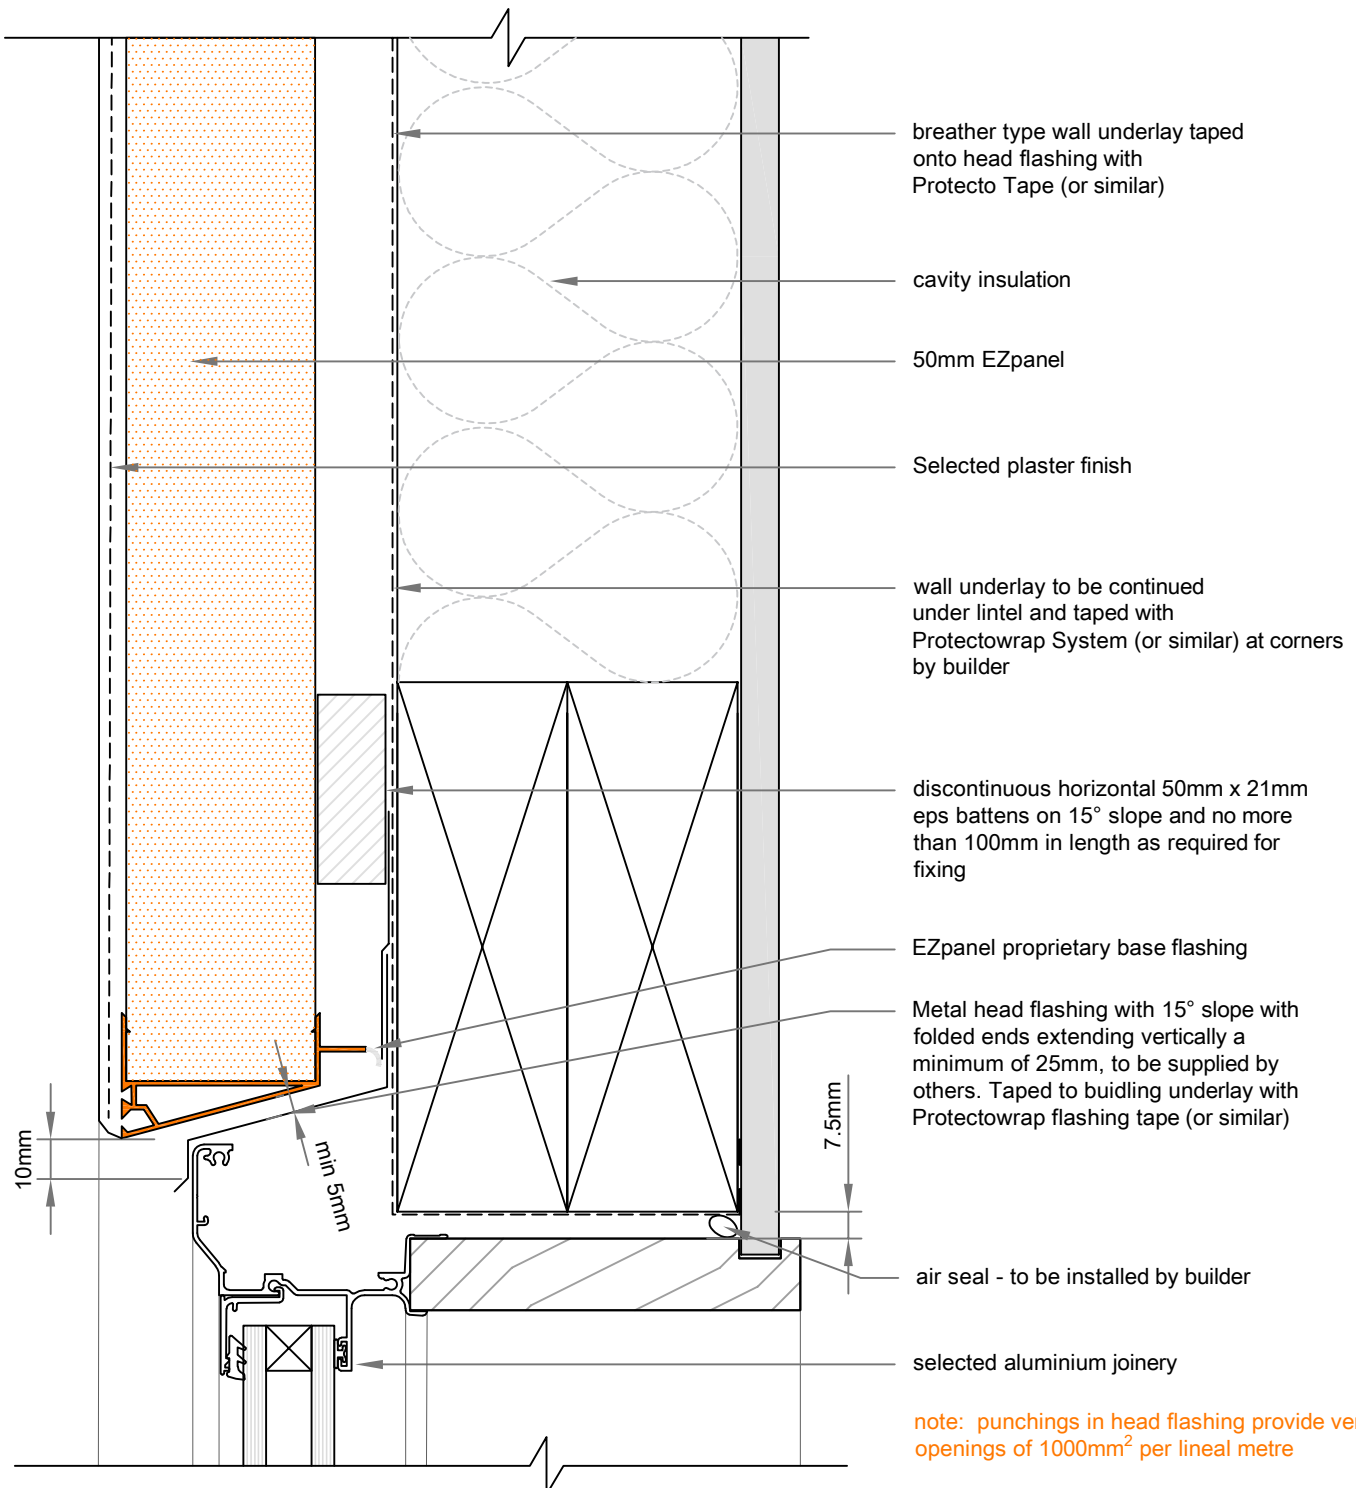 breather type wall underlay taped
onto head flashing with
Protecto Tape (or similar)
cavity insulation
50mm EZpanel
Selected plaster finish
wall underlay to be continued
under lintel and taped with
Protectowrap System (or similar) at corners
by builder
discontinuous horizontal 50mm x 21mm
eps battens on 15° slope and no more
than 100mm in length as required for
fixing
EZpanel proprietary base flashing
Metal head flashing with 15° slope with
folded ends extending vertically a
minimum of 25mm, to be supplied by
others. Taped to buidling underlay with
Protectowrap flashing tape (or similar)
7.5mm
10mm
min 5mm
air seal - to be installed by builder
selected aluminium joinery
note: punchings in head flashing provide
openings of 1000mm² per lineal metre